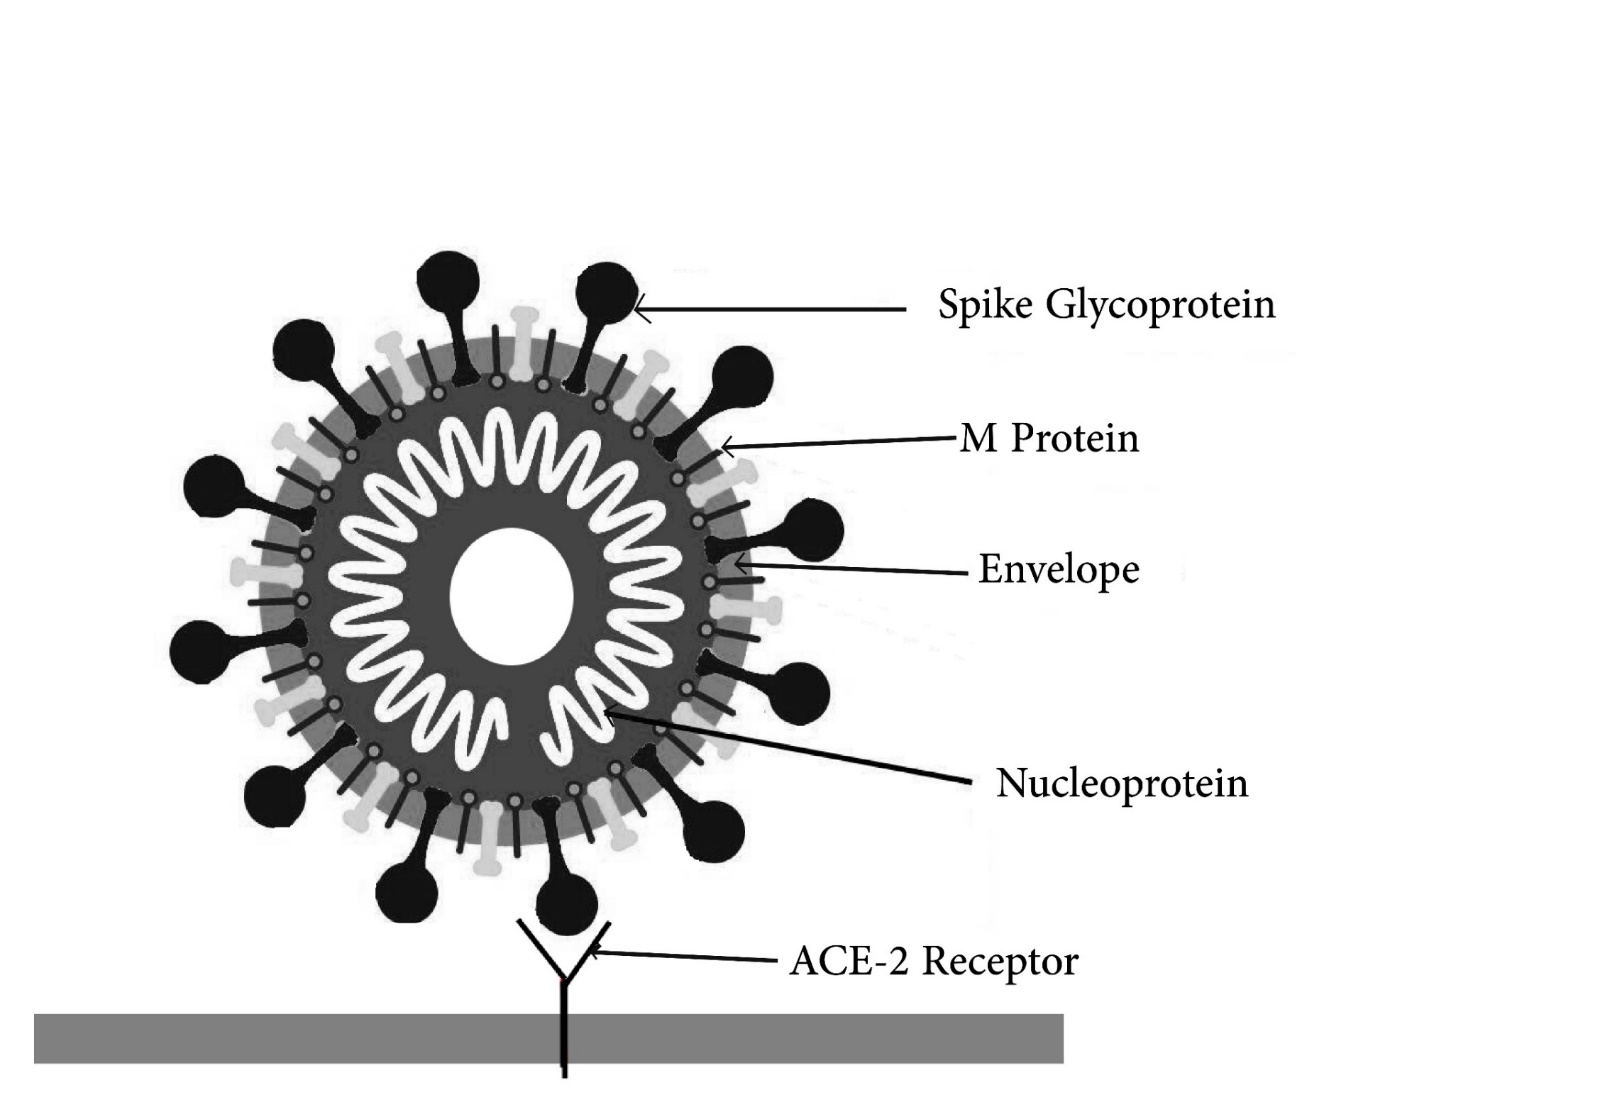 Spike Glycoprotein
M Protein
Envelope
Nucleoprotein
ACE-2 Receptor